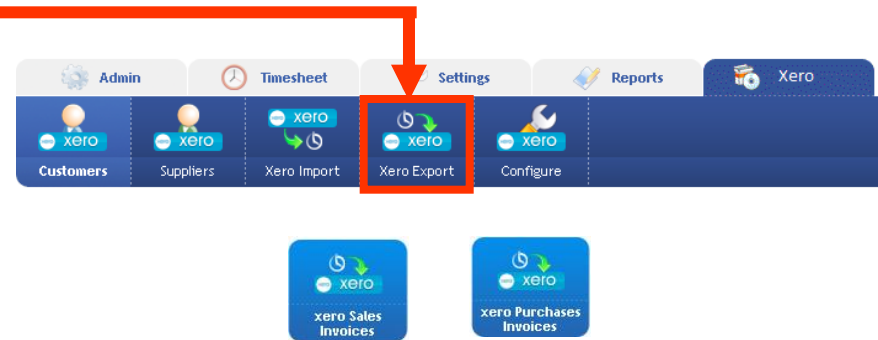 Admin Timesheet Settings Reports Xero
xero xero xero xero xero
Customers Suppliers Xero Import Xero Export Configure
xero xero
xero Sales
Invoices
xero Purchases
Invoices